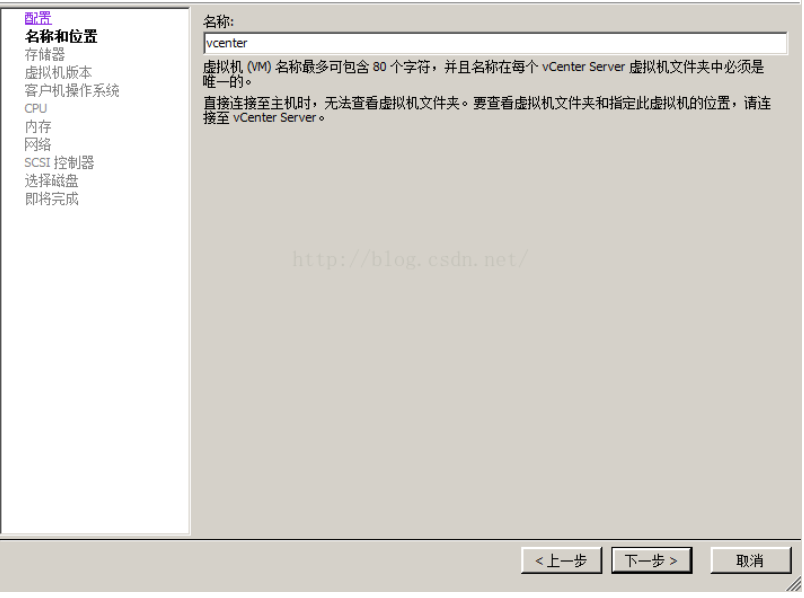 配置
名称和位置
存储器
虚拟机版本
客户机操作系统
CPU
内存
网络
SCSI 控制器
选择磁盘
即将完成
名称:
vcenter
虚拟机 (VM) 名称最多可包含 80 个字符，并且名称在每个 vCenter Server 虚拟机文件夹中必须是
唯一的。
直接连接至主机时，无法查看虚拟机文件夹。要查看虚拟机文件夹和指定此虚拟机的位置，请连
接至 vCenter Server。
http://blog.csdn.net/
<上一步
下一步 >
取消